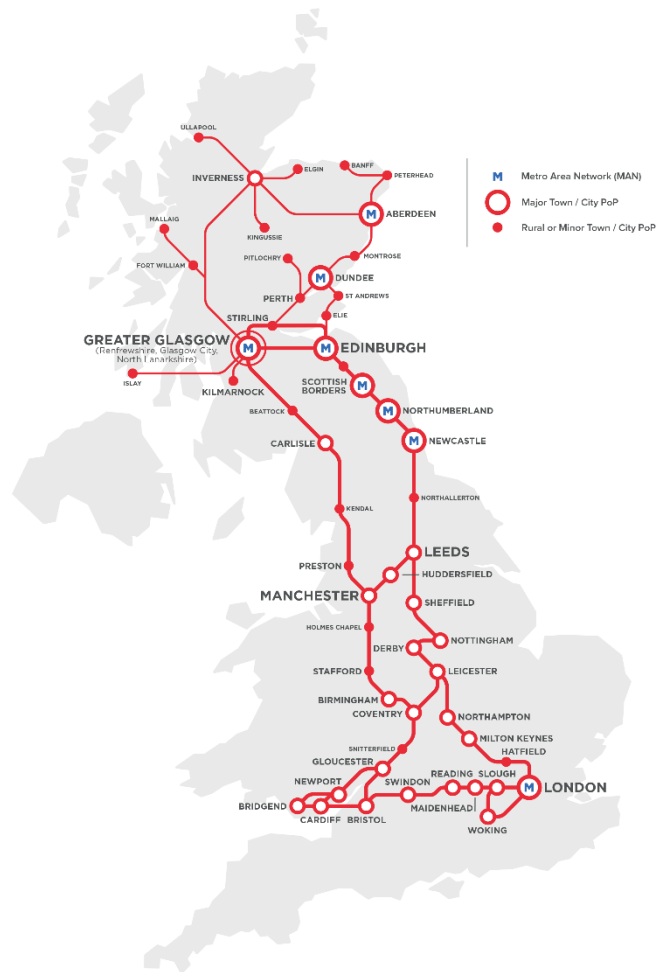 ULLAPOOL
INVERNESS
ELGIN
BANFF
PETERHEAD
M Metro Area Network (MAN)
Major Town / City PoP
Rural or Minor Town / City PoP
M
ABERDEEN
MALLAIG
KINGUSSIE
FORT WILLIAM
PITLOCHRY
MONTROSE
M
DUNDEE
PERTH
ST ANDREWS
STIRLING
ELIE
GREATER GLASGOW
(Renfrewshire, Glasgow City,
North Lanarkshire)
M
M
EDINBURGH
ISLAY
KILMARNOCK
SCOTTISH
BORDERS
M
BEATTOCK
M
NORTHUMBERLAND
CARLISLE
M
NEWCASTLE
NORTHALLERTON
KENDAL
LEEDS
PRESTON
HUDDERSFIELD
MANCHESTER
SHEFFIELD
HOLMES CHAPEL
NOTTINGHAM
DERBY
STAFFORD
LEICESTER
BIRMINGHAM
COVENTRY
NORTHAMPTON
MILTON KEYNES
SNITTERFIELD
HATFIELD
GLOUCESTER
NEWPORT
SWINDON
READING
SLOUGH
M
LONDON
BRIDGEND
CARDIFF
BRISTOL
MAIDENHEAD
WOKING